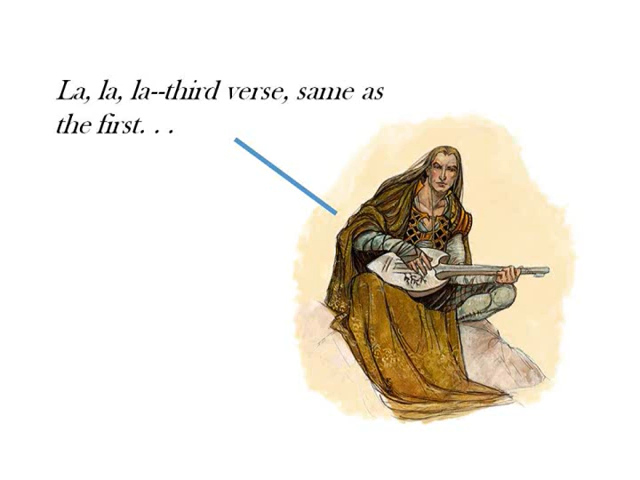 La, la, la--third verse, same as
the first. . .